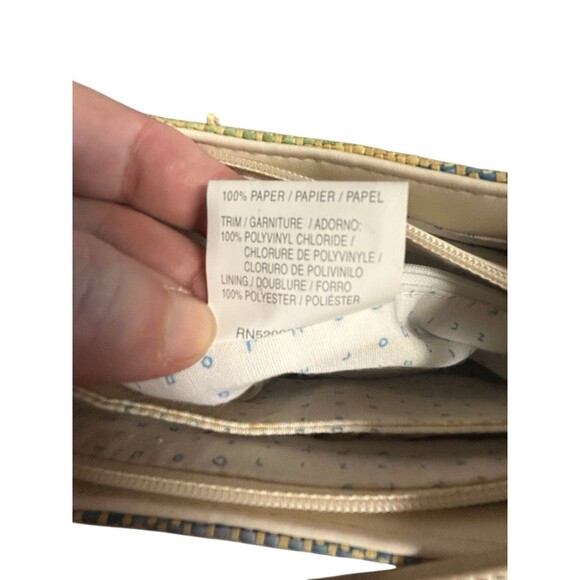 100% PAPER / PAPIER / PAPEL
TRIM / GARNITURE / ADORNO:
100% POLYVINYL CHLORIDE /
CHLORURE DE POLYVINYLE /
CLORURO DE POLIVINILO
LINING / DOUBLURE / FORRO
100% POLYESTER / POLIÉSTER